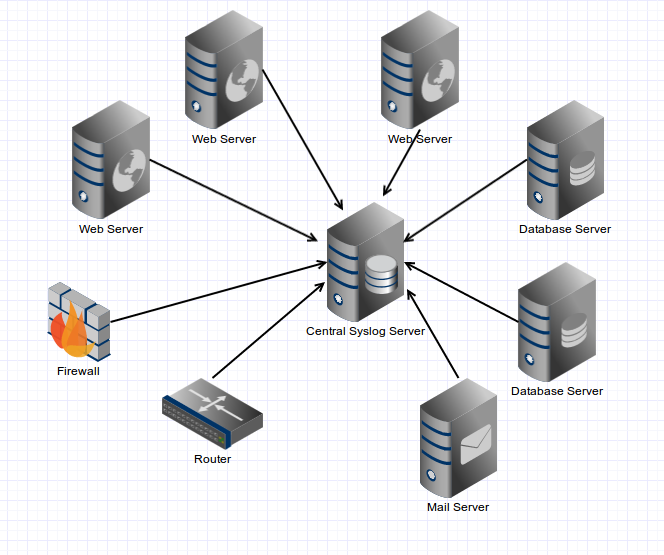 Web Server
Web Server
Web Server
Database Server
Central Syslog Server
Firewall
Database Server
Router
Mail Server